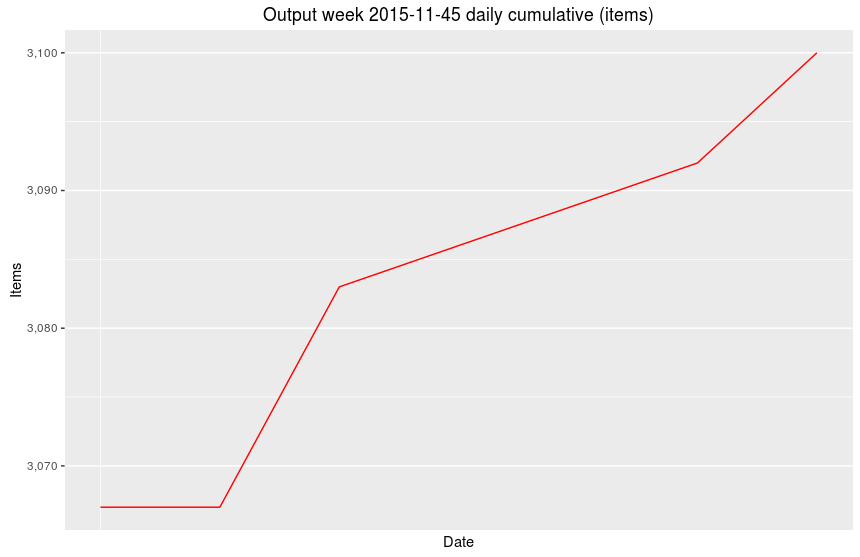 Output week 2015-11-45 daily cumulative (items)
3,100
3,090
3,080
3,070
Items
Date